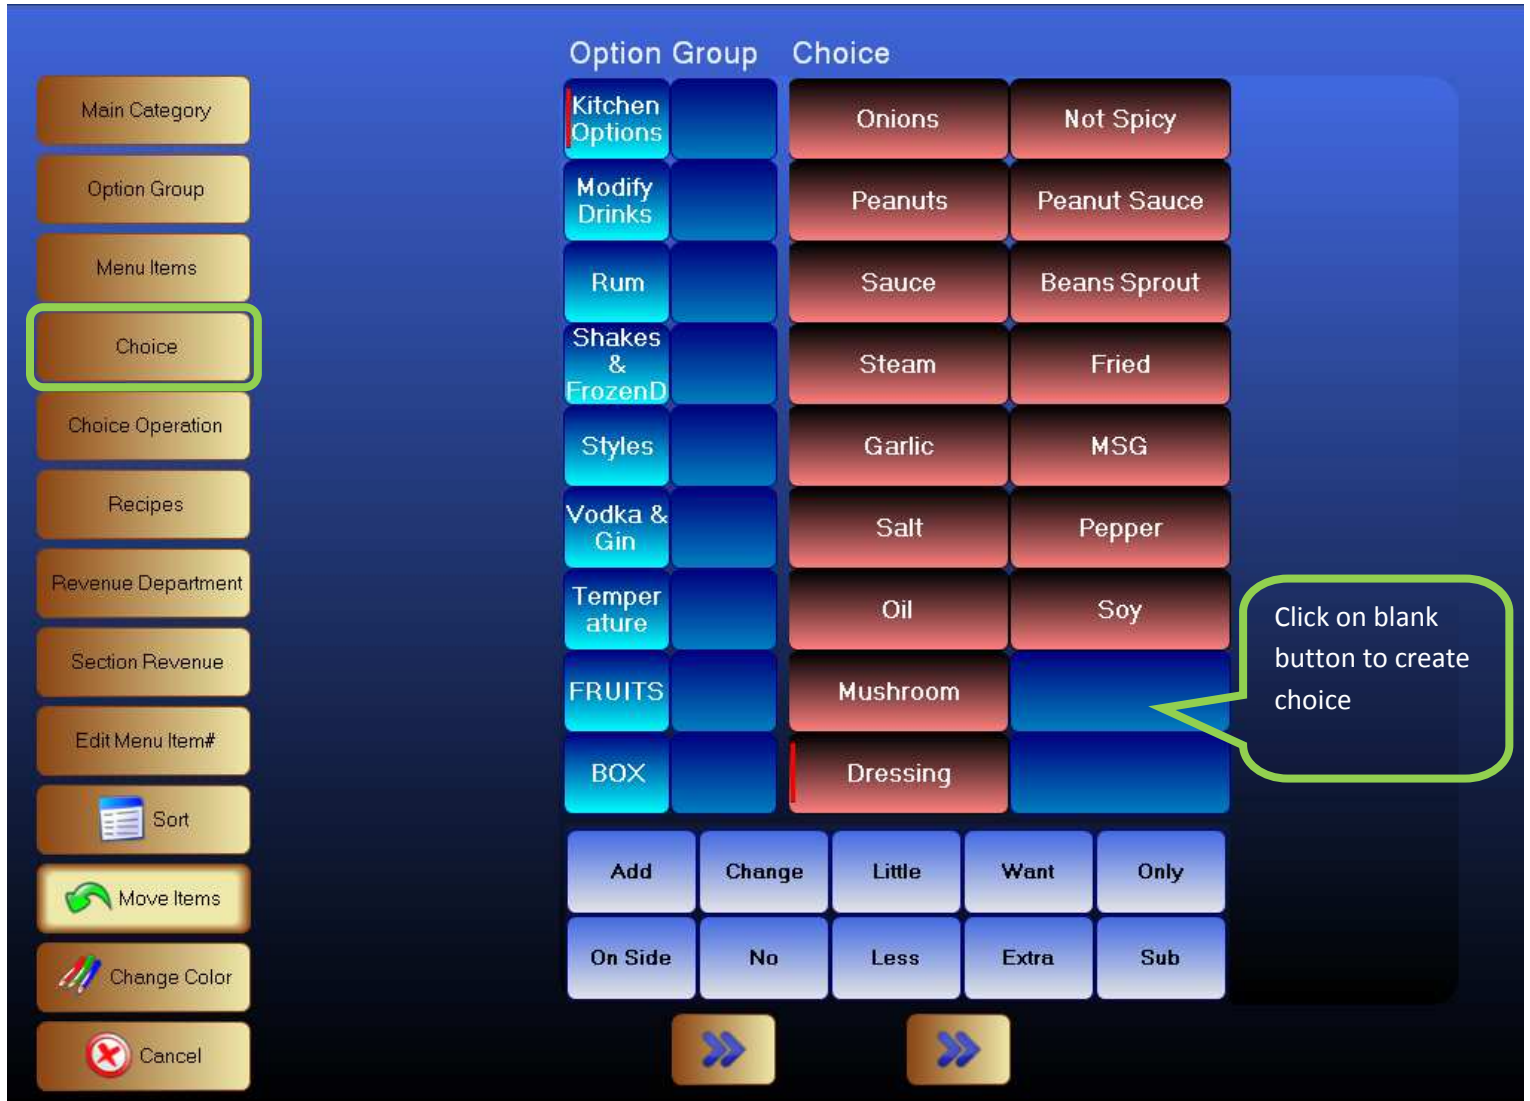 Option Group
Choice
Main Category
Option Group
Menu Items
Choice
Choice Operation
Recipes
Revenue Department
Section Revenue
Edit Menu Item#
Sort
Move Items
Change Color
Cancel
Kitchen
Options
Modify
Drinks
Rum
Shakes
&
FrozenD
Styles
Vodka &
Gin
Temper
ature
FRUITS
BOX
Onions
Not Spicy
Peanuts
Peanut Sauce
Sauce
Beans Sprout
Steam
Fried
Garlic
MSG
Salt
Pepper
Oil
Soy
Mushroom
Dressing
Click on blank
button to create
choice
Add
Change
Little
Want
Only
On Side
No
Less
Extra
Sub